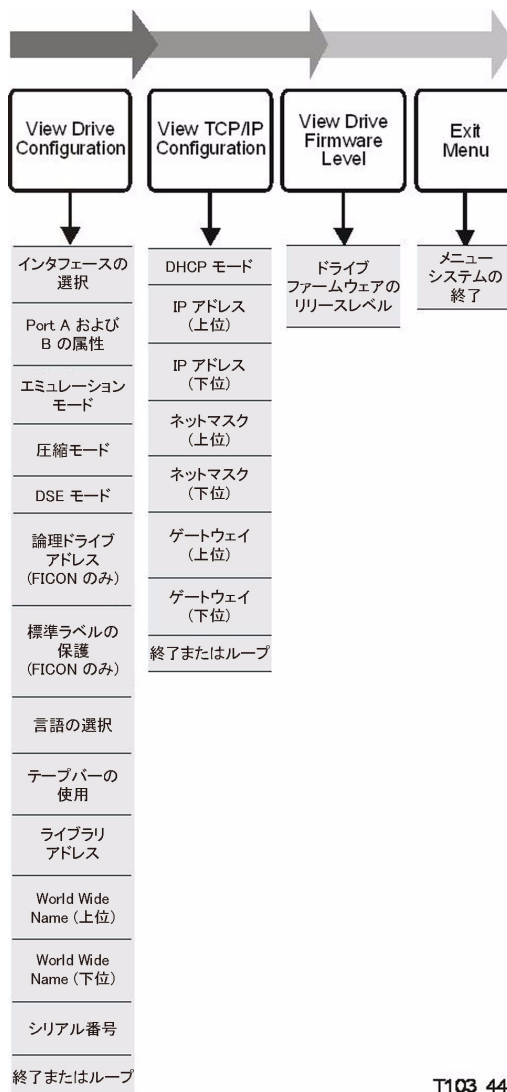 View Drive
Configuration
インタフェースの
選択
Port A および
B の属性
エミュレーション
モード
圧縮モード
DSE モード
論理ドライブ
アドレス
(FICON のみ)
標準ラベルの
保護
(FICON のみ)
言語の選択
テープバーの
使用
ライブラリ
アドレス
World Wide
Name (上位)
World Wide
Name (下位)
シリアル番号
終了またはループ
View TCP/IP
Configuration
DHCP モード
IP アドレス
(上位)
IP アドレス
(下位)
ネットマスク
(上位)
ネットマスク
(下位)
ゲートウェイ
(上位)
ゲートウェイ
(下位)
終了またはループ
View Drive
Firmware
Level
ドライブ
ファームウェアの
リリースレベル
Exit
Menu
メニュー
システムの
終了
T103_44